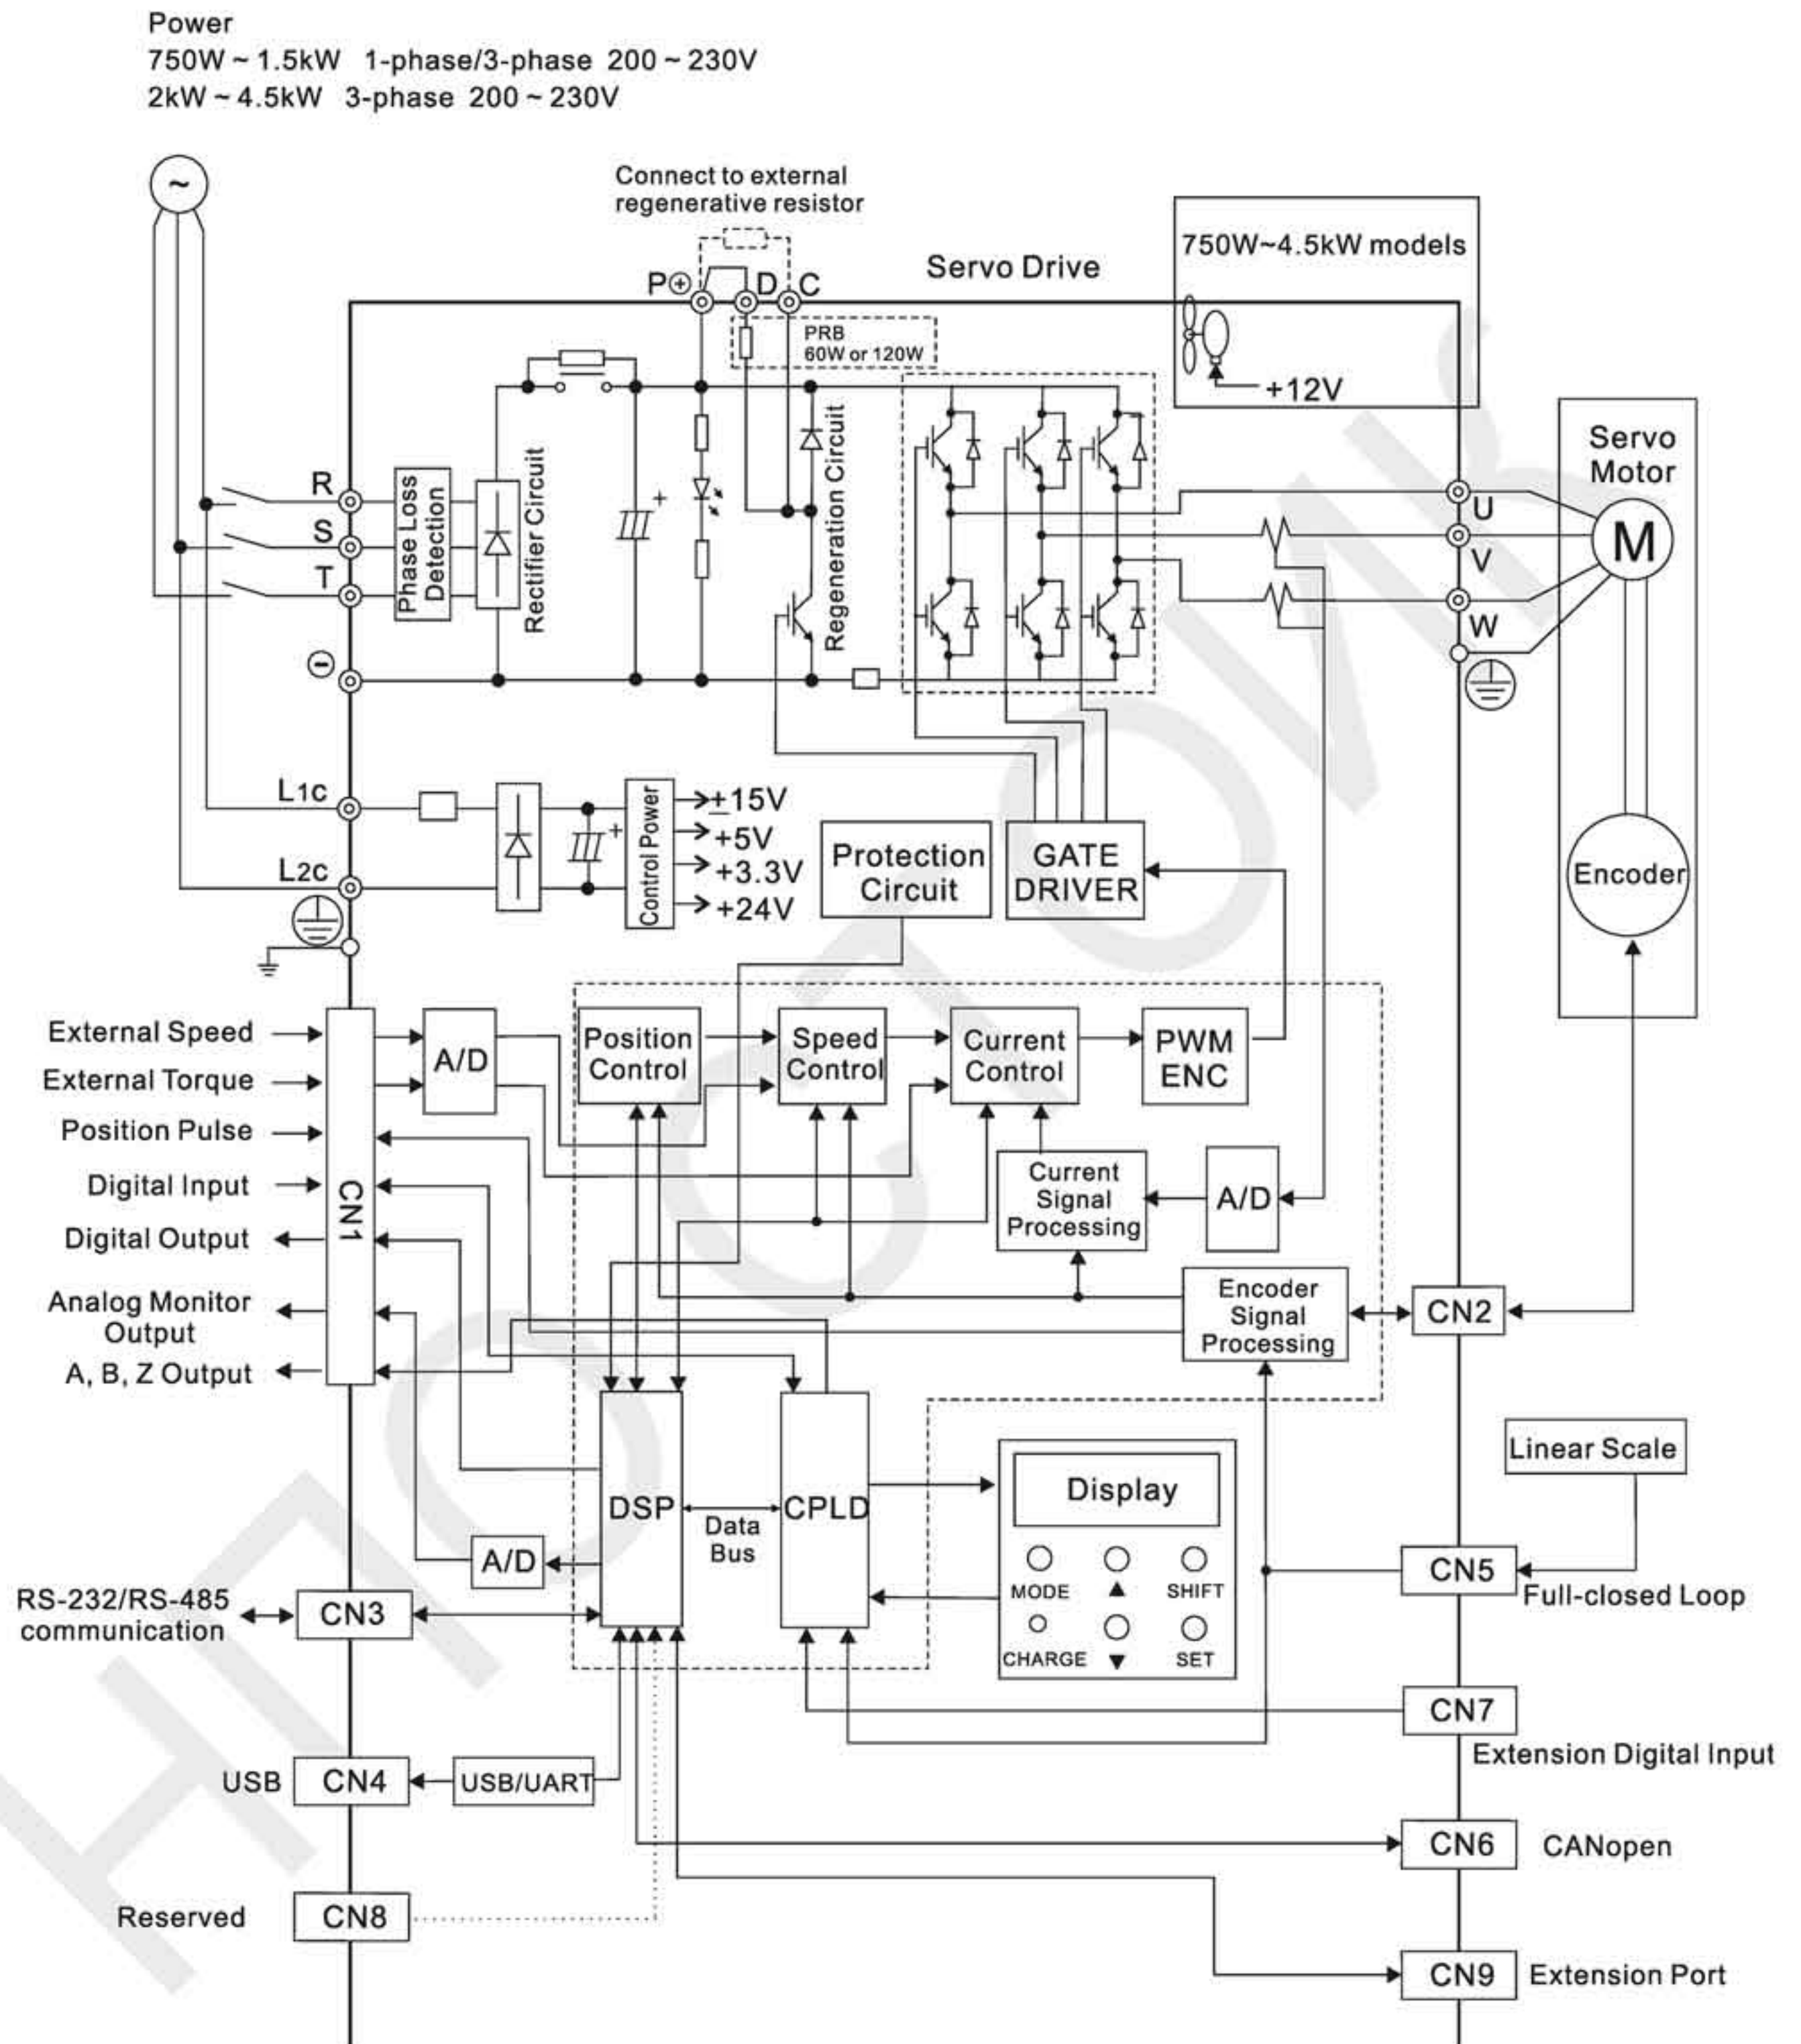 Power
750W ~ 1.5kW 1-phase/3-phase 200 ~ 230V
2kW ~ 4.5kW 3-phase 200 ~ 230V
~
Connect to external
regenerative resistor
750W~4.5kW models
Servo Drive
P⊕
D
C
PRB
60W or 120W
+12V
Servo
Motor
R
S
T
Phase Loss
Detection
Rectifier Circuit
+
Regeneration Circuit
U
V
W
M
⊖
L1C
L2C
+
Control Power
±15V
+5V
+3.3V
+24V
Protection
Circuit
GATE
DRIVER
Encoder
External Speed
External Torque
Position Pulse
Digital Input
Digital Output
Analog Monitor
Output
A, B, Z Output
CN1
A/D
Position
Control
Speed
Control
Current
Control
PWM
ENC
Current
Signal
Processing
A/D
Encoder
Signal
Processing
CN2
Linear Scale
DSP
Data
Bus
CPLD
Display
MODE
▲
SHIFT
CHARGE
▼
SET
A/D
CN5
Full-closed Loop
RS-232/RS-485
communication
CN3
CN7
Extension Digital Input
USB
CN4
USB/UART
CN6
CANopen
Reserved
CN8
CN9
Extension Port
НПО СТОИК